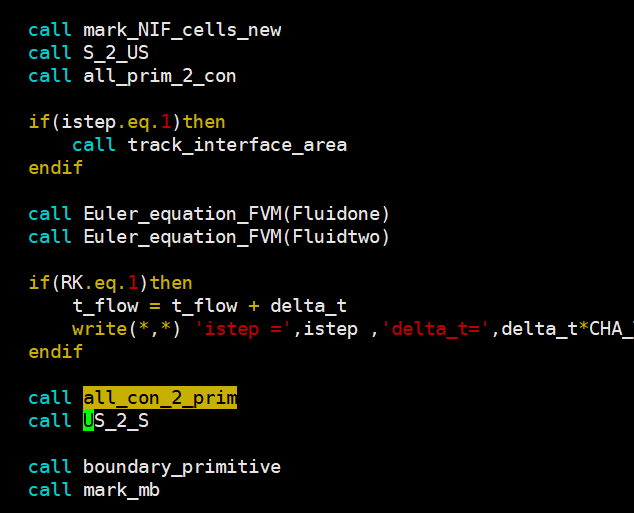 call mark_NIF_cells_new
call S_2_US
call all_prim_2_con
if(istep.eq.1)then
call track_interface_area
endif
call Euler_equation_FVM(Fluidone)
call Euler_equation_FVM(Fluidtwo)
if(RK.eq.1)then
t_flow = t_flow + delta_t
write(*,*) 'istep =',istep ,'delta_t=',delta_t*CHA_
endif
call all_con_2_prim
call US_2_S
call boundary_primitive
call mark_mb